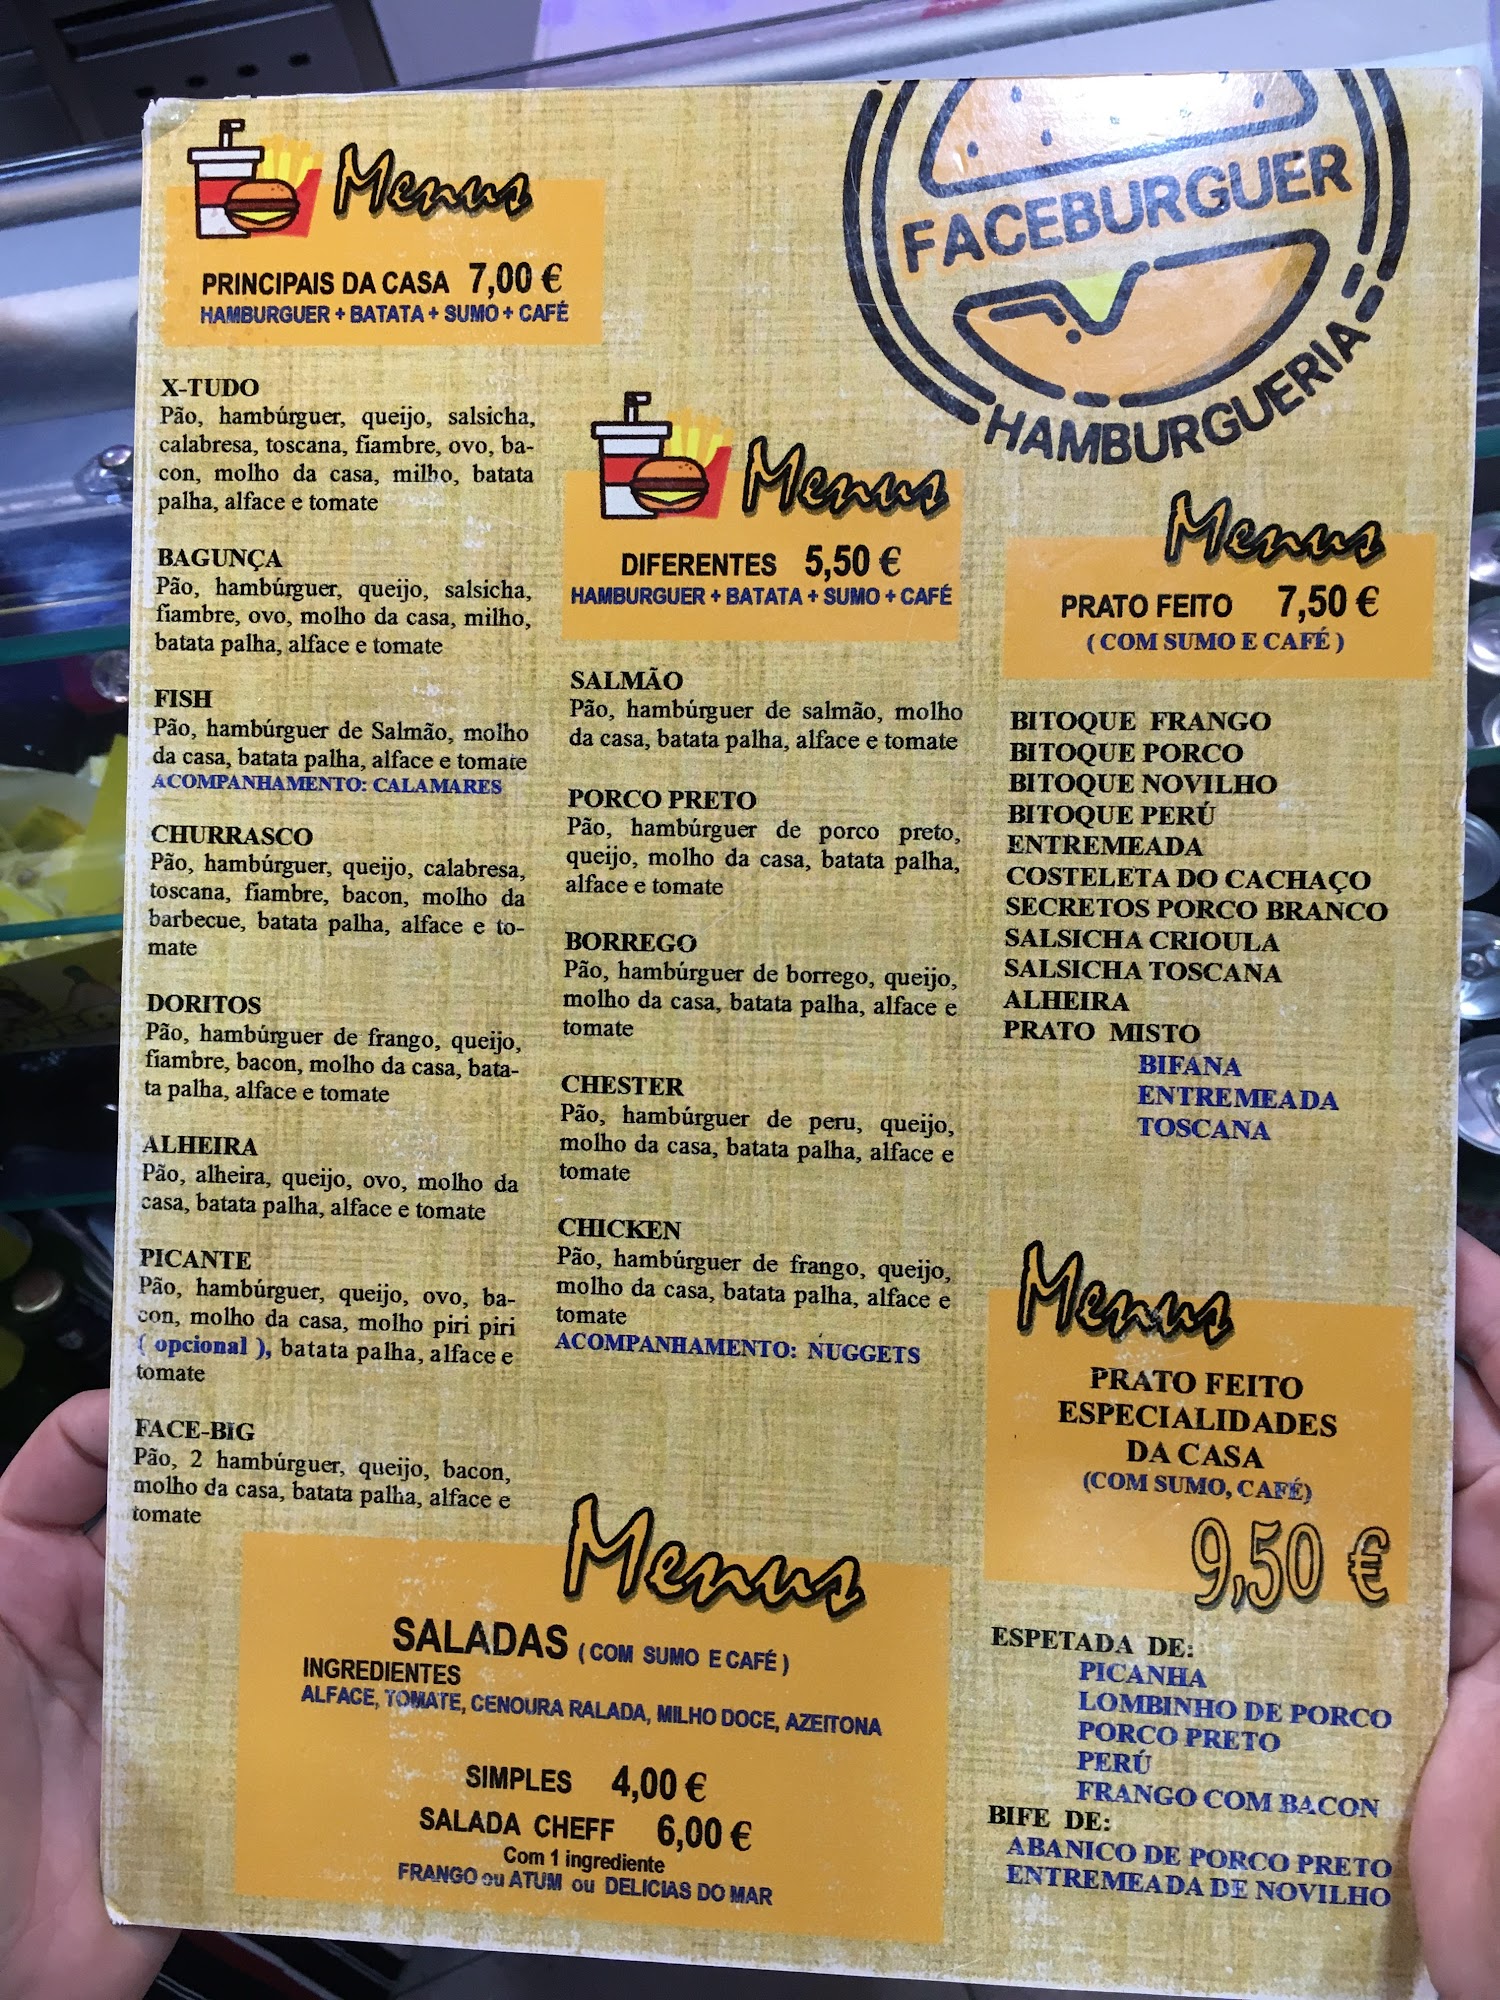 Menus
PRINCIPAIS DA CASA 7,00 €
HAMBURGUER + BATATA + SUMO + CAFÉ
X-TUDO
Pão, hambúrguer, queijo, salsicha,
calabresa, toscana, fiambre, ovo, ba-
con, molho da casa, milho, batata
palha, alface e tomate
BAGUNÇA
Pão, hambúrguer, queijo, salsicha,
fiambre, ovo, molho da casa, milho,
batata palha, alface e tomate
FISH
Pão, hambúrguer de Salmão, molho
da casa, batata palha, alface e tomate
ACOMPANHAMENTO: CALAMARES
CHURRASCO
Pão, hambúrguer, queijo, calabresa,
toscana, fiambre, bacon, molho da
barbecue, batata palha, alface e to-
mate
DORITOS
Pão, hambúrguer de frango, queijo,
fiambre, bacon, molho da casa, bata-
ta palha, alface e tomate
ALHEIRA
Pão, alheira, queijo, ovo, molho da
casa, batata palha, alface e tomate
PICANTE
Pão, hambúrguer, queijo, ovo, ba-
con, molho da casa, molho piri piri
( opcional ), batata palha, alface e
tomate
FACE-BIG
Pão, 2 hambúrguer, queijo, bacon,
molho da casa, batata palha, alface e
tomate
FACEBURGUER
HAMBURGUERIA
Menus
DIFERENTES 5,50 €
HAMBURGUER + BATATA + SUMO + CAFÉ
SALMÃO
Pão, hambúrguer de salmão, molho
da casa, batata palha, alface e tomate
PORCO PRETO
Pão, hambúrguer de porco preto,
queijo, molho da casa, batata palha,
alface e tomate
BORREGO
Pão, hambúrguer de borrego, queijo,
molho da casa, batata palha, alface e
tomate
CHESTER
Pão, hambúrguer de peru, queijo,
molho da casa, batata palha, alface e
tomate
CHICKEN
Pão, hambúrguer de frango, queijo,
molho da casa, batata palha, alface e
tomate
ACOMPANHAMENTO: NUGGETS
Menus
PRATO FEITO 7,50 €
( COM SUMO E CAFÉ )
BITOQUE FRANGO
BITOQUE PORCO
BITOQUE NOVILHO
BITOQUE PERÚ
ENTREMEADA
COSTELETA DO CACHAÇO
SECRETOS PORCO BRANCO
SALSICHA CRIOULA
SALSICHA TOSCANA
ALHEIRA
PRATO MISTO
BIFANA
ENTREMEADA
TOSCANA
Menus
PRATO FEITO
ESPECIALIDADES
DA CASA
(COM SUMO, CAFÉ)
9,50 €
ESPETADA DE:
PICANHA
LOMBINHO DE PORCO
PORCO PRETO
PERÚ
FRANGO COM BACON
BIFE DE:
ABANICO DE PORCO PRETO
ENTREMEADA DE NOVILHO
Menus
SALADAS ( COM SUMO E CAFÉ )
INGREDIENTES
ALFACE, TOMATE, CENOURA RALADA, MILHO DOCE, AZEITONA
SIMPLES 4,00 €
SALADA CHEFF 6,00 €
Com 1 ingrediente
FRANGO ou ATUM ou DELICIAS DO MAR